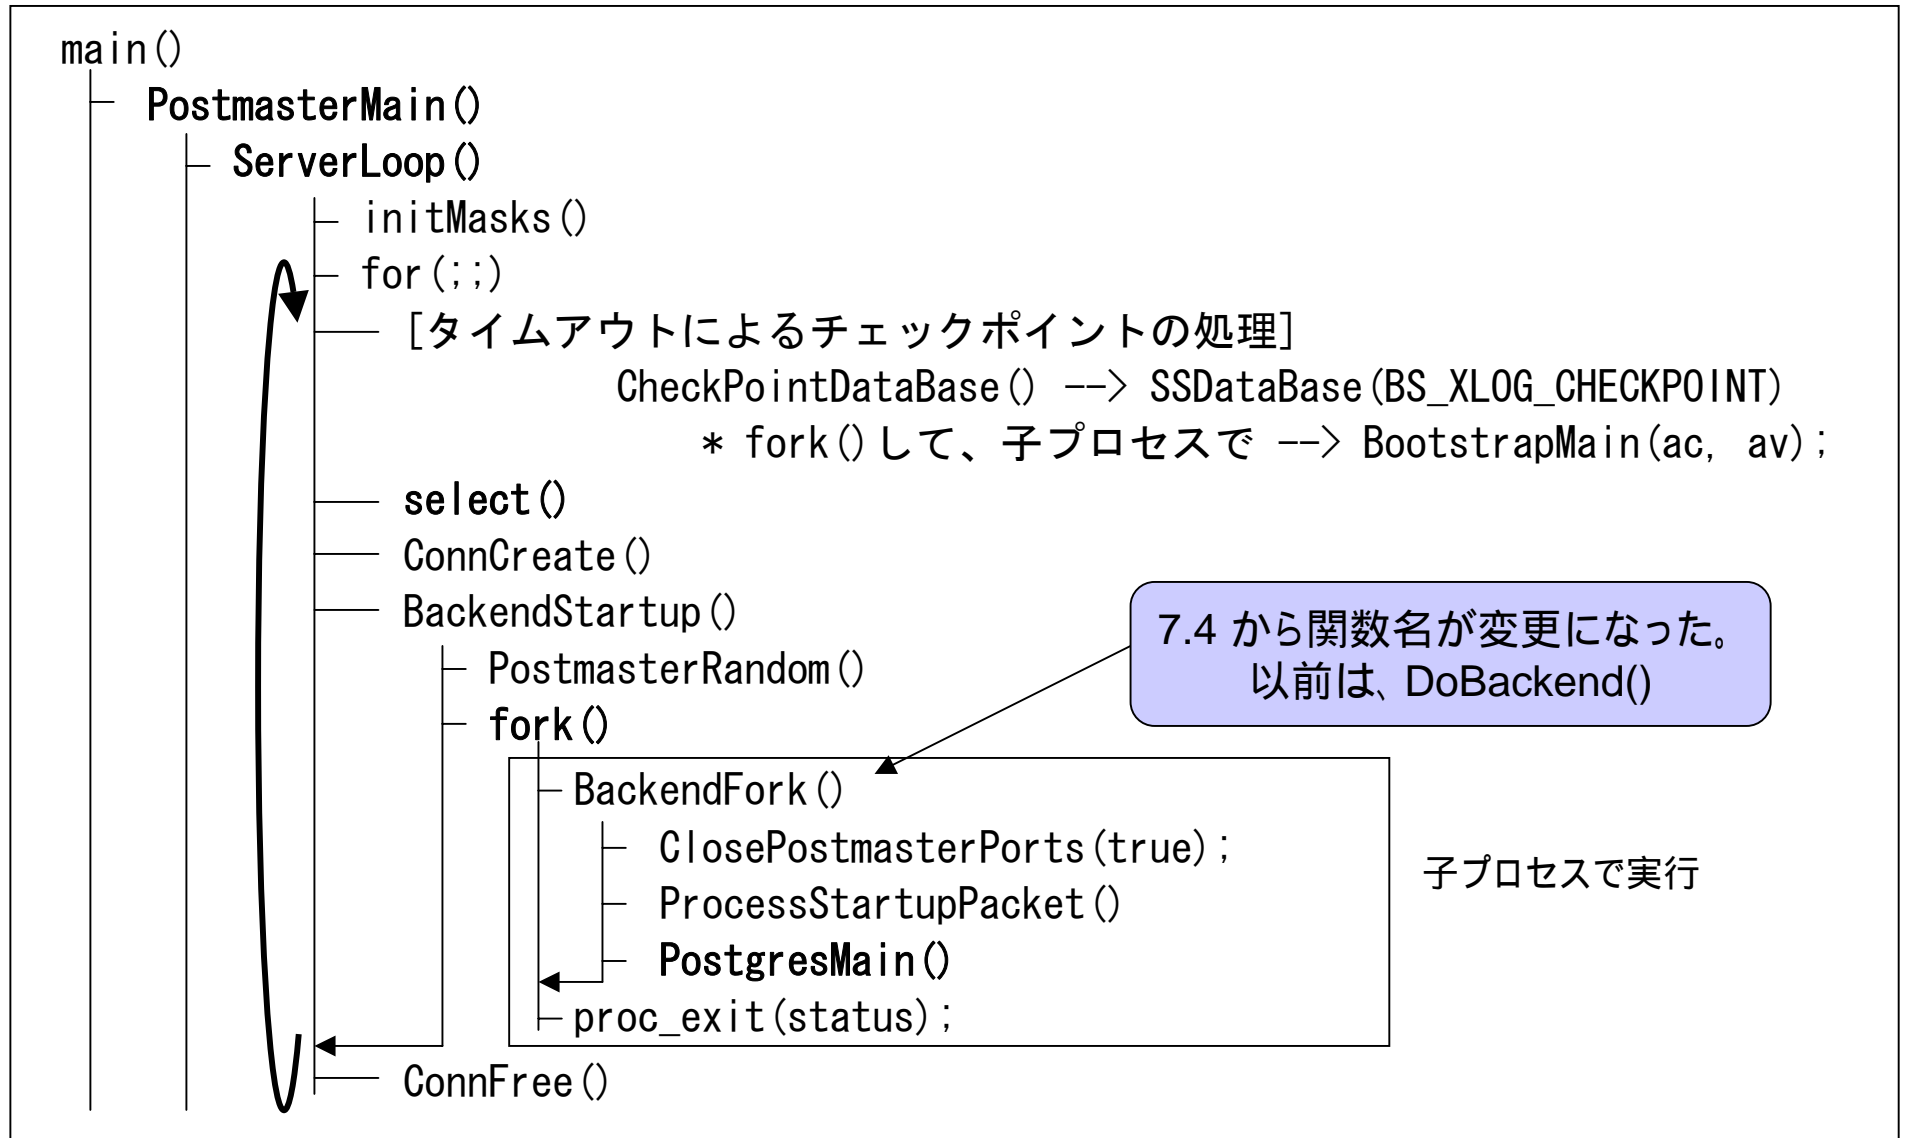 main()
PostmasterMain()
ServerLoop()
initMasks()
for(;;)
[タイムアウトによるチェックポイントの処理]
CheckPointDataBase() --> SSDataBase(BS_XLOG_CHECKPOINT)
* fork()して、子プロセスで --> BootstrapMain(ac, av);
select()
ConnCreate()
BackendStartup()
7.4 から関数名が変更になった。
以前は、DoBackend()
PostmasterRandom()
fork()
BackendFork()
ClosePostmasterPorts(true);
ProcessStartupPacket()
PostgresMain()
proc_exit(status);
子プロセスで実行
ConnFree()